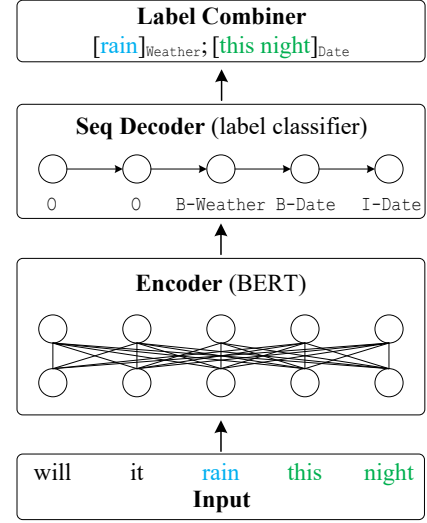 Label Combiner
[rain]Weather; [this night]Date
Seq Decoder (label classifier)
O O B-Weather B-Date I-Date
Encoder (BERT)
will it rain this night
Input